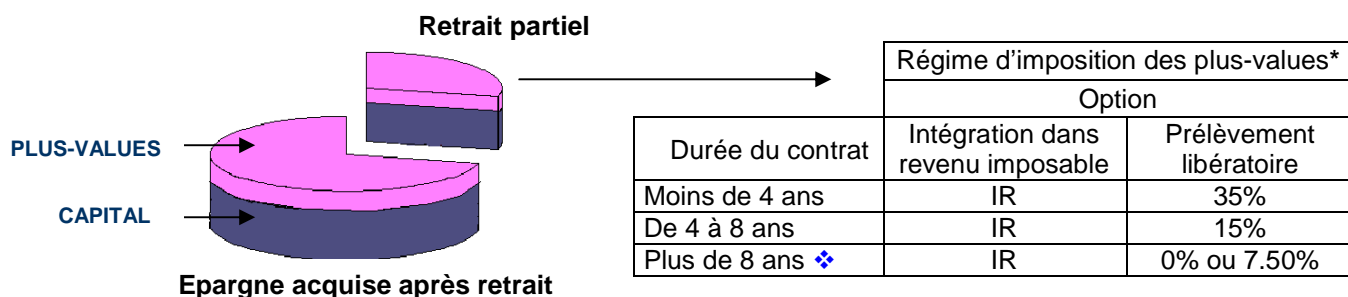 Retrait partiel
PLUS-VALUES
CAPITAL
Epargne acquise après retrait
Régime d'imposition des plus-values*
Option
Durée du contrat
Intégration dans
revenu imposable
Prélèvement
libératoire
Moins de 4 ans IR 35%
De 4 à 8 ans IR 15%
Plus de 8 ans ❖ IR 0% ou 7.50%